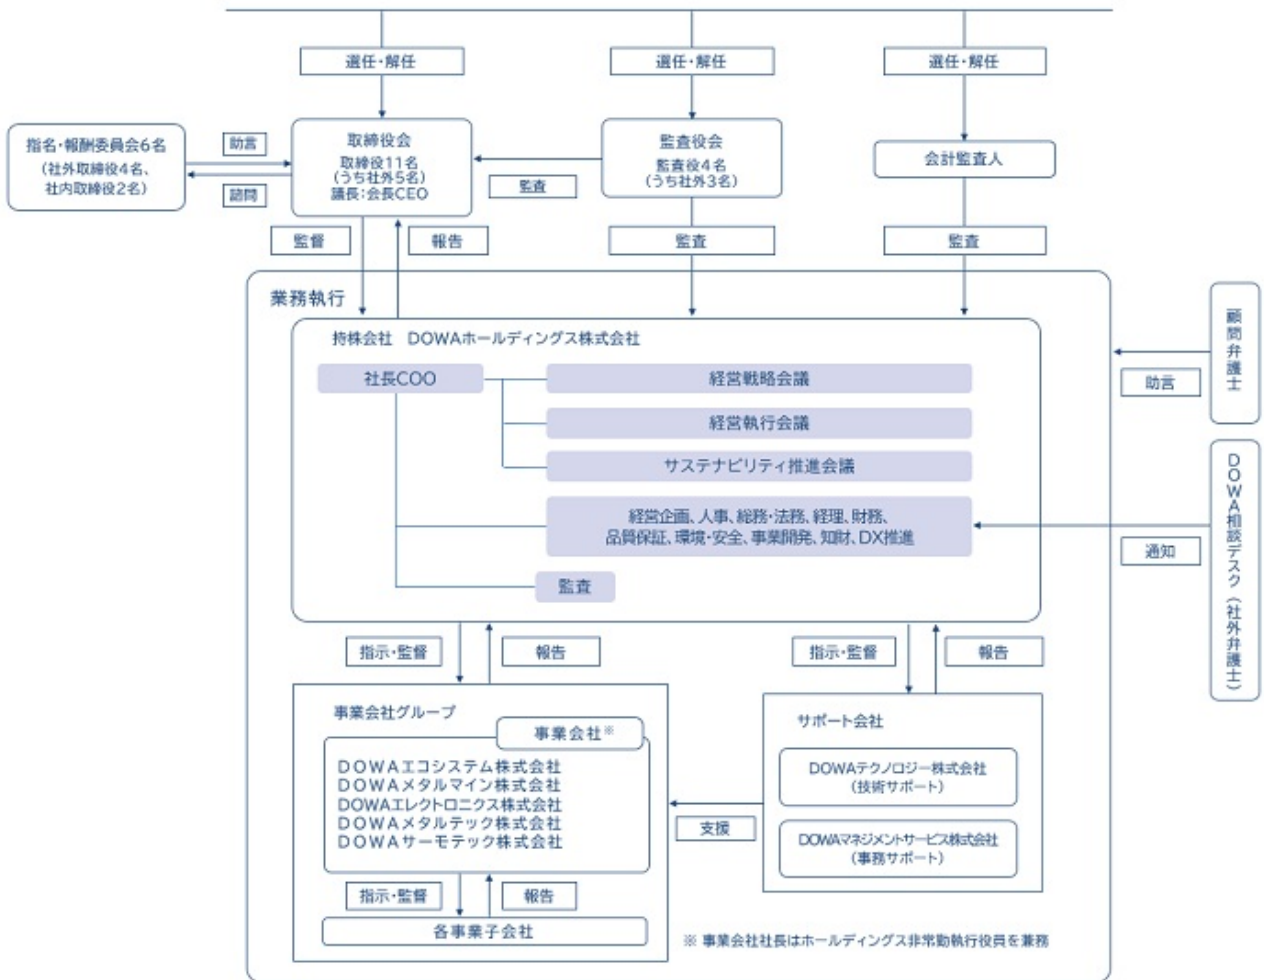 選任・解任
選任・解任
選任・解任
指名・報酬委員会6名
(社外取締役4名、
社内取締役2名)
助言
諮問
取締役会
取締役11名
(うち社外5名)
議長:会長CEO
監査
監査役会
監査役4名
(うち社外3名)
会計監査人
監督
報告
監査
監査
業務執行
持株会社 DOWAホールディングス株式会社
社長COO
経営戦略会議
経営執行会議
サステナビリティ推進会議
経営企画、人事、総務・法務、経理、財務、
品質保証、環境・安全、事業開発、知財、DX推進
監査
顧問弁護士
助言
DOWA相談デスク(社外弁護士)
通知
指示・監督
報告
指示・監督
報告
事業会社グループ
事業会社※
DOWAエコシステム株式会社
DOWAメタルマイン株式会社
DOWAエレクトロニクス株式会社
DOWAメタルテック株式会社
DOWAサーモテック株式会社
指示・監督
報告
各事業子会社
支援
サポート会社
DOWAテクノロジー株式会社
(技術サポート)
DOWAマネジメントサービス株式会社
(事務サポート)
※ 事業会社社長はホールディングス非常勤執行役員を兼務